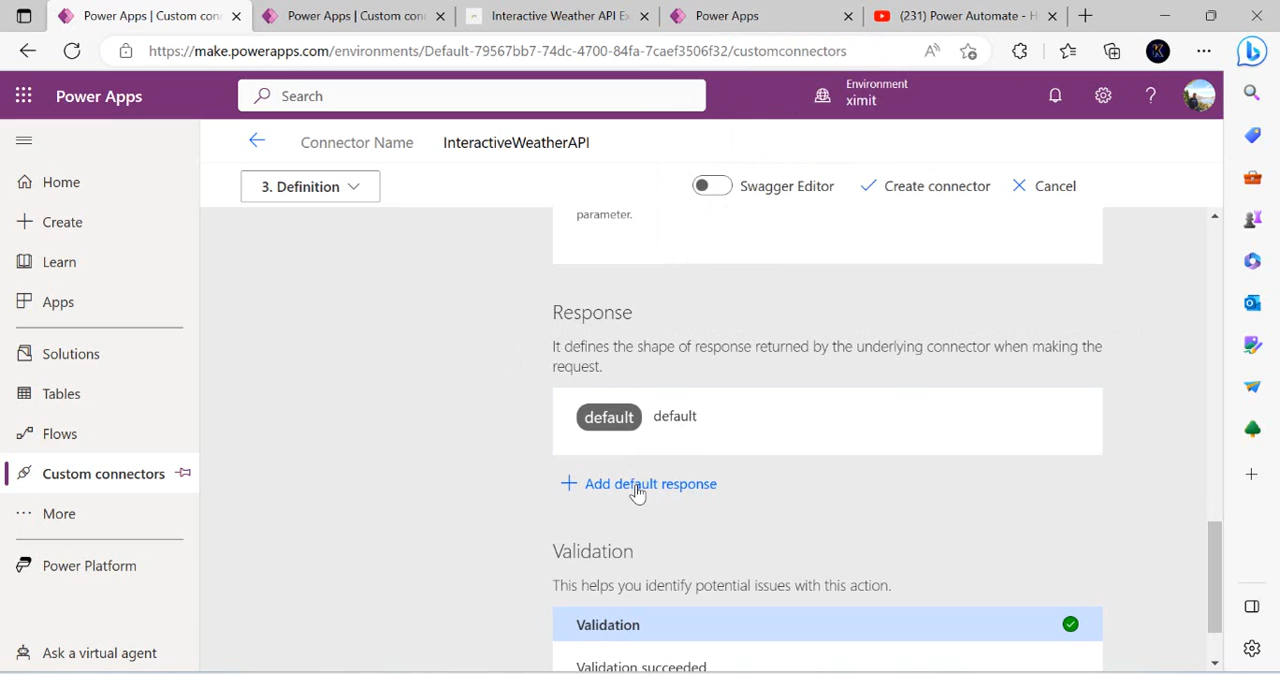 Power Apps | Custom con
Power Apps | Custom conn
Interactive Weather API Ex
Power Apps
(231) Power Automate - H
https://make.powerapps.com/environments/Default-79567bb7-74dc-4700-84fa-7caef3506f32/customconnectors
Power Apps
Search
Environment
ximit
Connector Name
InteractiveWeatherAPI
3. Definition
Swagger Editor
Create connector
Cancel
Home
Create
Learn
Apps
Solutions
Tables
Flows
Custom connectors
More
Power Platform
Ask a virtual agent
parameter.
Response
It defines the shape of response returned by the underlying connector when making the
request.
default default
Add default response
Validation
This helps you identify potential issues with this action.
Validation
Validation succeeded